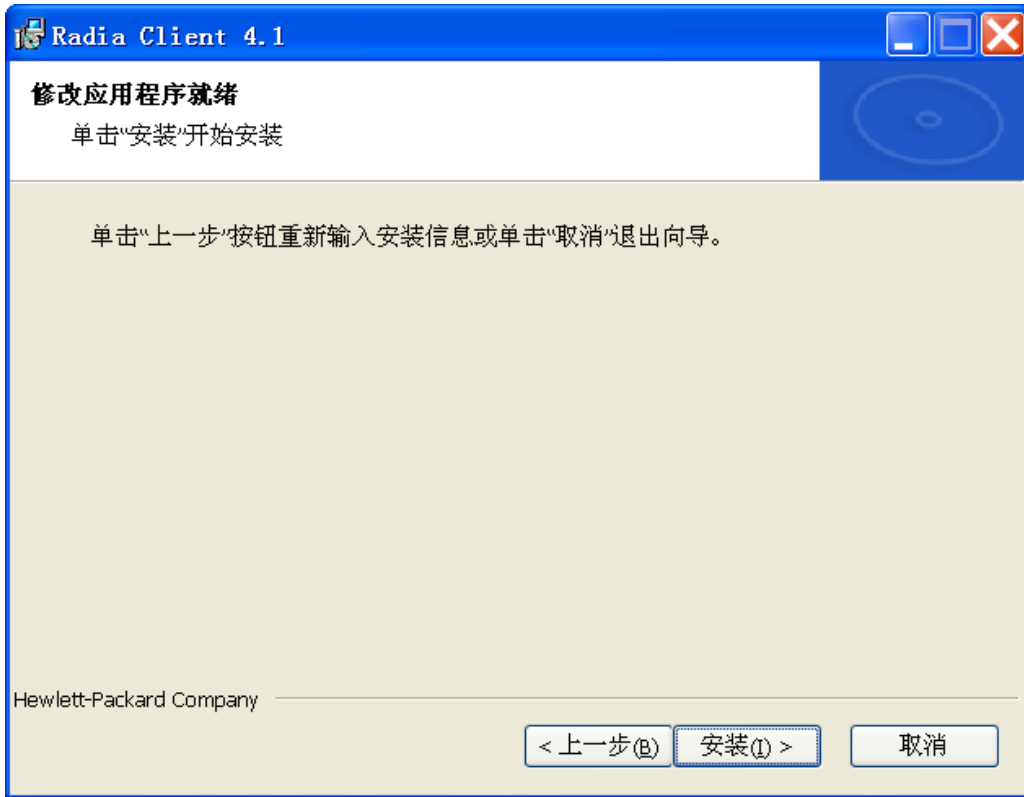 Radia Client 4.1
修改应用程序就绪
单击“安装”开始安装
单击“上一步”按钮重新输入安装信息或单击“取消”退出向导。
Hewlett-Packard Company
< 上一步(B)
安装(I) >
取消